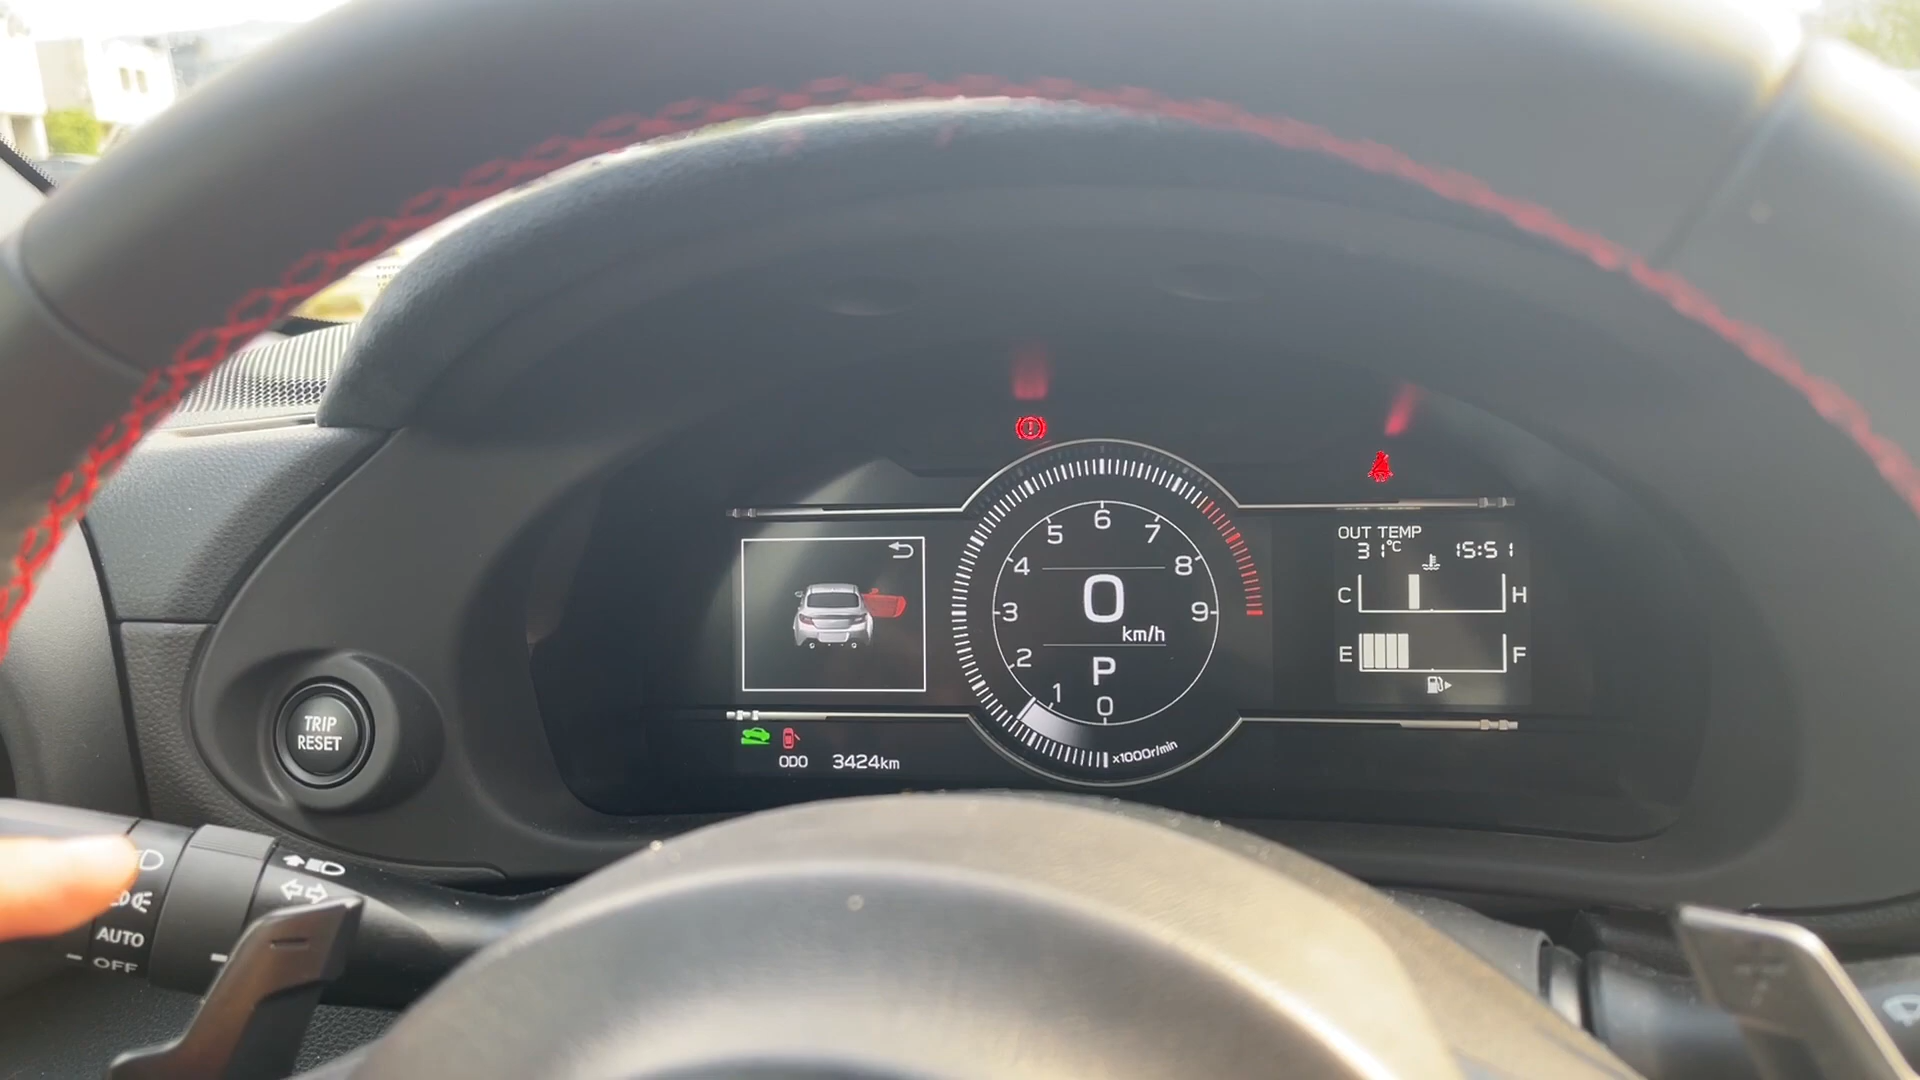 OUT TEMP
31°C
15:51
C H
E F
6
5 7
4 8
3 9
2
1
0
0
km/h
P
x1000r/min
ODO 3424km
TRIP
RESET
AUTO
OFF